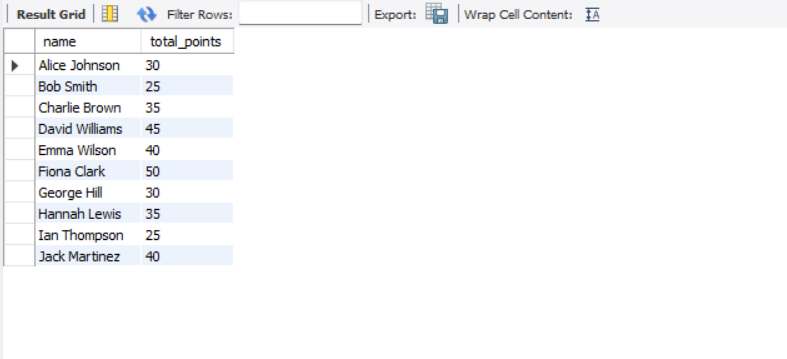 Result Grid Filter Rows: Export: Wrap Cell Content: IA
name total_points
Alice Johnson 30
Bob Smith 25
Charlie Brown 35
David Williams 45
Emma Wilson 40
Fiona Clark 50
George Hill 30
Hannah Lewis 35
Ian Thompson 25
Jack Martinez 40